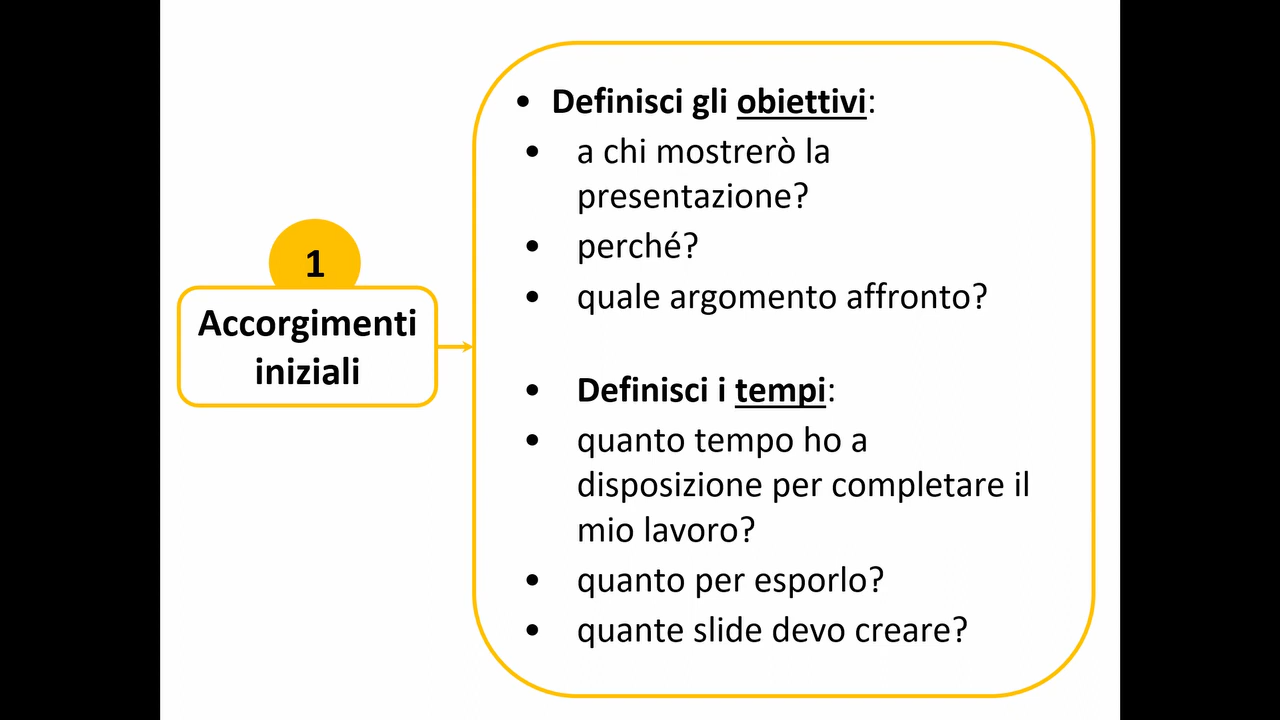 1
Accorgimenti
iniziali
• Definisci gli obiettivi:
• a chi mostrerò la
presentazione?
• perché?
• quale argomento affronto?
• Definisci i tempi:
• quanto tempo ho a
disposizione per completare il
mio lavoro?
• quanto per esporlo?
• quante slide devo creare?